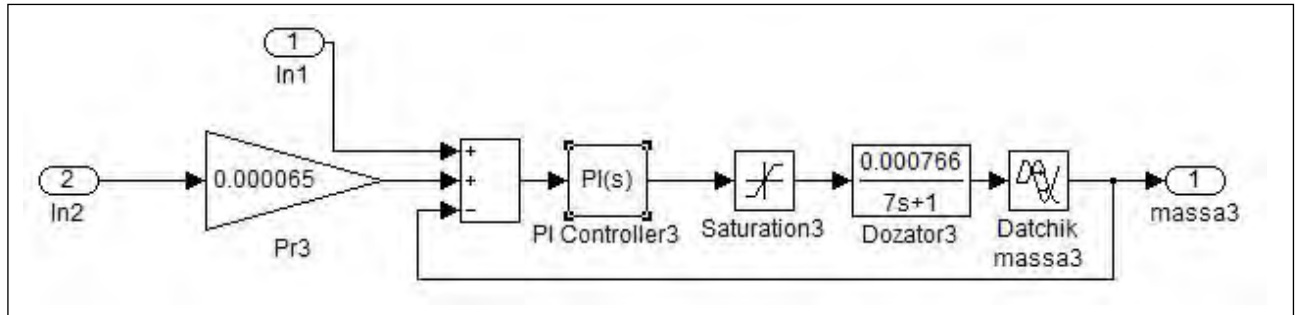 1
In1
2
In2
0.000065
Pr3
+
+
−
PI(s)
PI Controller3
Saturation3
0.000766
7s+1
Dozator3
Datchik
massa3
1
massa3